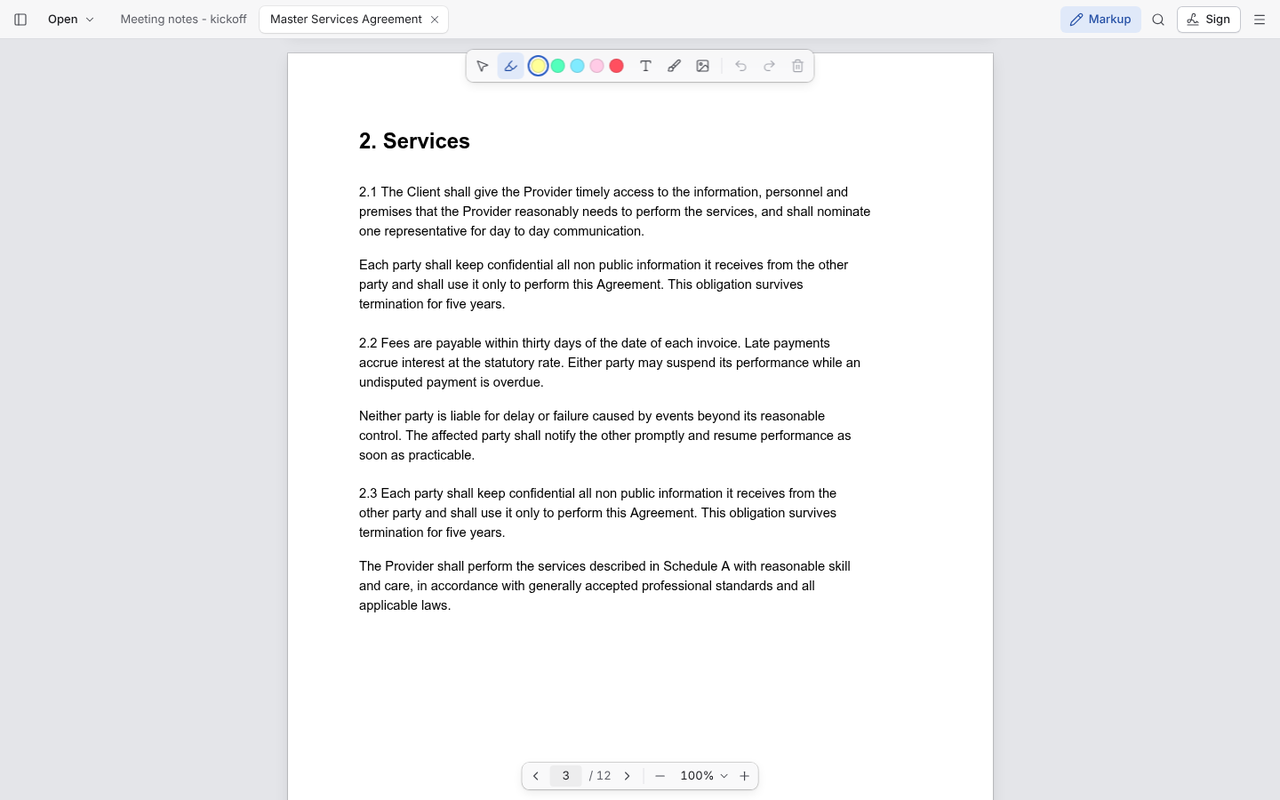 Open
Meeting notes - kickoff
Master Services Agreement
Markup
Sign
2. Services
2.1 The Client shall give the Provider timely access to the information, personnel and
premises that the Provider reasonably needs to perform the services, and shall nominate
one representative for day to day communication.
Each party shall keep confidential all non public information it receives from the other
party and shall use it only to perform this Agreement. This obligation survives
termination for five years.
2.2 Fees are payable within thirty days of the date of each invoice. Late payments
accrue interest at the statutory rate. Either party may suspend its performance while an
undisputed payment is overdue.
Neither party is liable for delay or failure caused by events beyond its reasonable
control. The affected party shall notify the other promptly and resume performance as
soon as practicable.
2.3 Each party shall keep confidential all non public information it receives from the
other party and shall use it only to perform this Agreement. This obligation survives
termination for five years.
The Provider shall perform the services described in Schedule A with reasonable skill
and care, in accordance with generally accepted professional standards and all
applicable laws.
3 / 12
100%